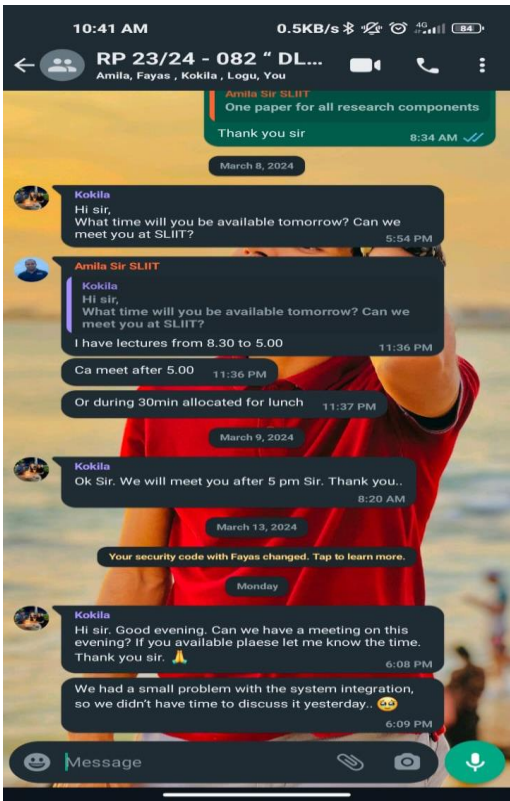 10:41 AM
0.5KB/s
4G
84
RP 23/24 - 082 “ DL...
Amila, Fayas , Kokila , Logu, You
Amila Sir SLIIT
One paper for all research components
Thank you sir
8:34 AM
March 8, 2024
Kokila
Hi sir,
What time will you be available tomorrow? Can we
meet you at SLIIT?
5:54 PM
Amila Sir SLIIT
Kokila
Hi sir,
What time will you be available tomorrow? Can we
meet you at SLIIT?
I have lectures from 8.30 to 5.00
11:36 PM
Ca meet after 5.00
11:36 PM
Or during 30min allocated for lunch
11:37 PM
March 9, 2024
Kokila
Ok Sir. We will meet you after 5 pm Sir. Thank you..
8:20 AM
March 13, 2024
Your security code with Fayas changed. Tap to learn more.
Monday
Kokila
Hi sir. Good evening. Can we have a meeting on this
evening? If you available plaese let me know the time.
Thank you sir. 🙏
6:08 PM
We had a small problem with the system integration,
so we didn’t have time to discuss it yesterday.. 🥹
6:09 PM
Message